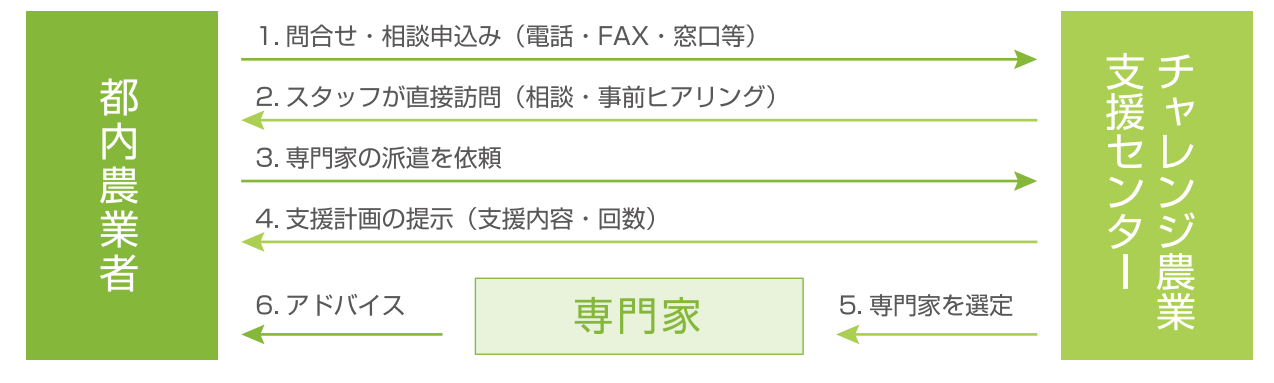 都内農業者
1. 問合せ・相談申込み（電話・FAX・窓口等）
2. スタッフが直接訪問（相談・事前ヒアリング）
3. 専門家の派遣を依頼
4. 支援計画の提示（支援内容・回数）
6. アドバイス
専門家
5. 専門家を選定
チャレンジ農業
支援センター